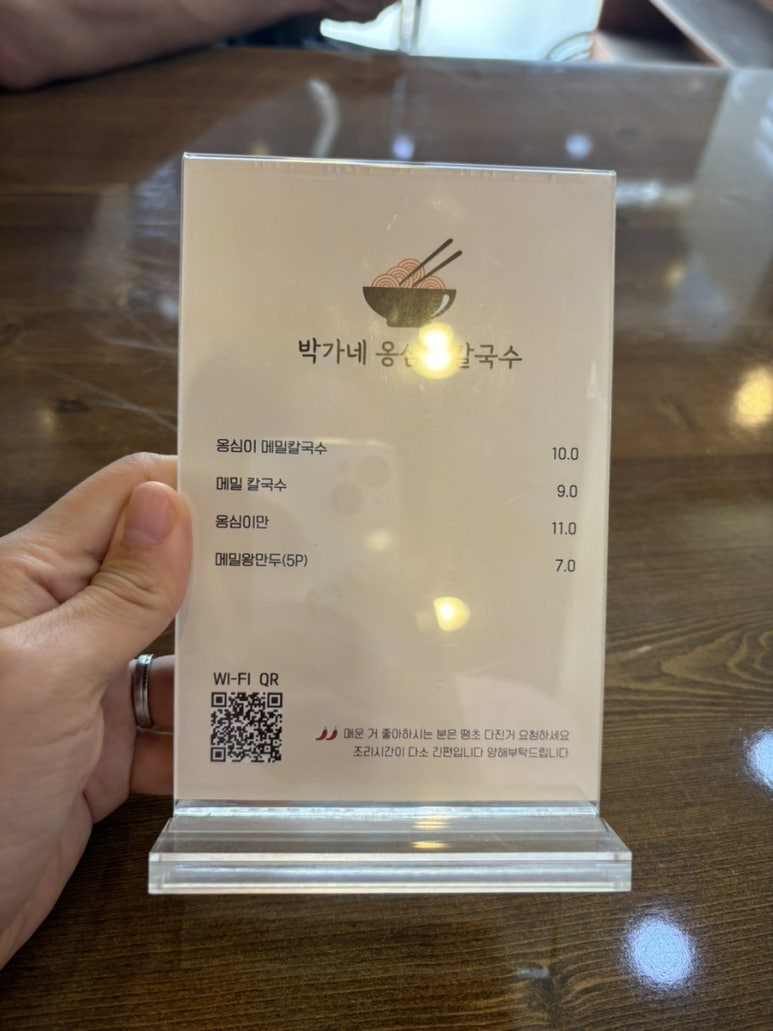 박가네 옹심 칼국수
옹심이 메밀칼국수 10.0
메밀 칼국수 9.0
옹심이만 11.0
메밀왕만두(5P) 7.0
WI-FI QR
매운 거 좋아하시는 분은 땡초 다진거 요청하세요
조리시간이 다소 긴편입니다 양해부탁드립니다